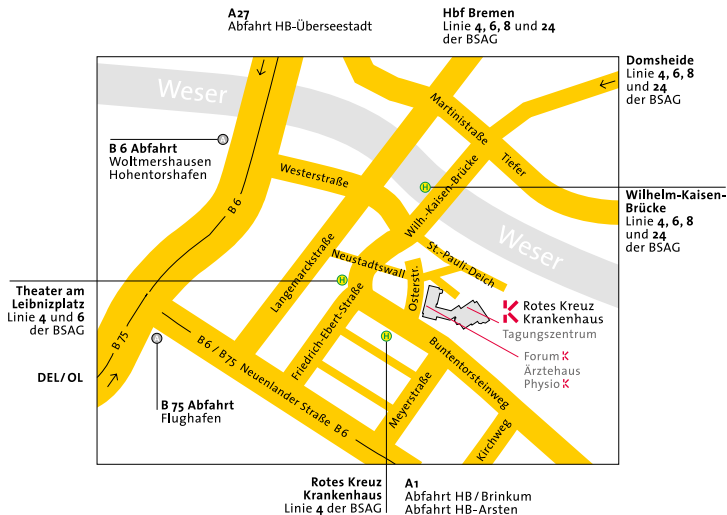 A27
Abfahrt HB-Überseestadt
Hbf Bremen
Linie 4, 6, 8 und 24
der BSAG
Domsheide
Linie 4, 6, 8
und 24
der BSAG
Weser
Martinistraße
Tiefer
B 6 Abfahrt
Woltmershausen
Hohentorshafen
A
Westerstraße
H
Wilh.-Kaisen-Brücke
Wilhelm-Kaisen-
Brücke
Linie 4, 6, 8
und 24
der BSAG
B 6
Weser
St.-Pauli-Deich
Neustadtswall
Langemarckstraße
Osterstr.
Theater am
Leibnizplatz
Linie 4 und 6
der BSAG
H
Friedrich-Ebert-Straße
Rotes Kreuz
Krankenhaus
Tagungszentrum
Forum
Ärztehaus
Physio
B 75
A
H
B 6 / B75 Neuenlander Straße B 6
Buntentorsteinweg
Meyerstraße
Kirchweg
DEL/OL
B 75 Abfahrt
Flughafen
Rotes Kreuz
Krankenhaus
Linie 4 der BSAG
A1
Abfahrt HB/Brinkum
Abfahrt HB-Arsten